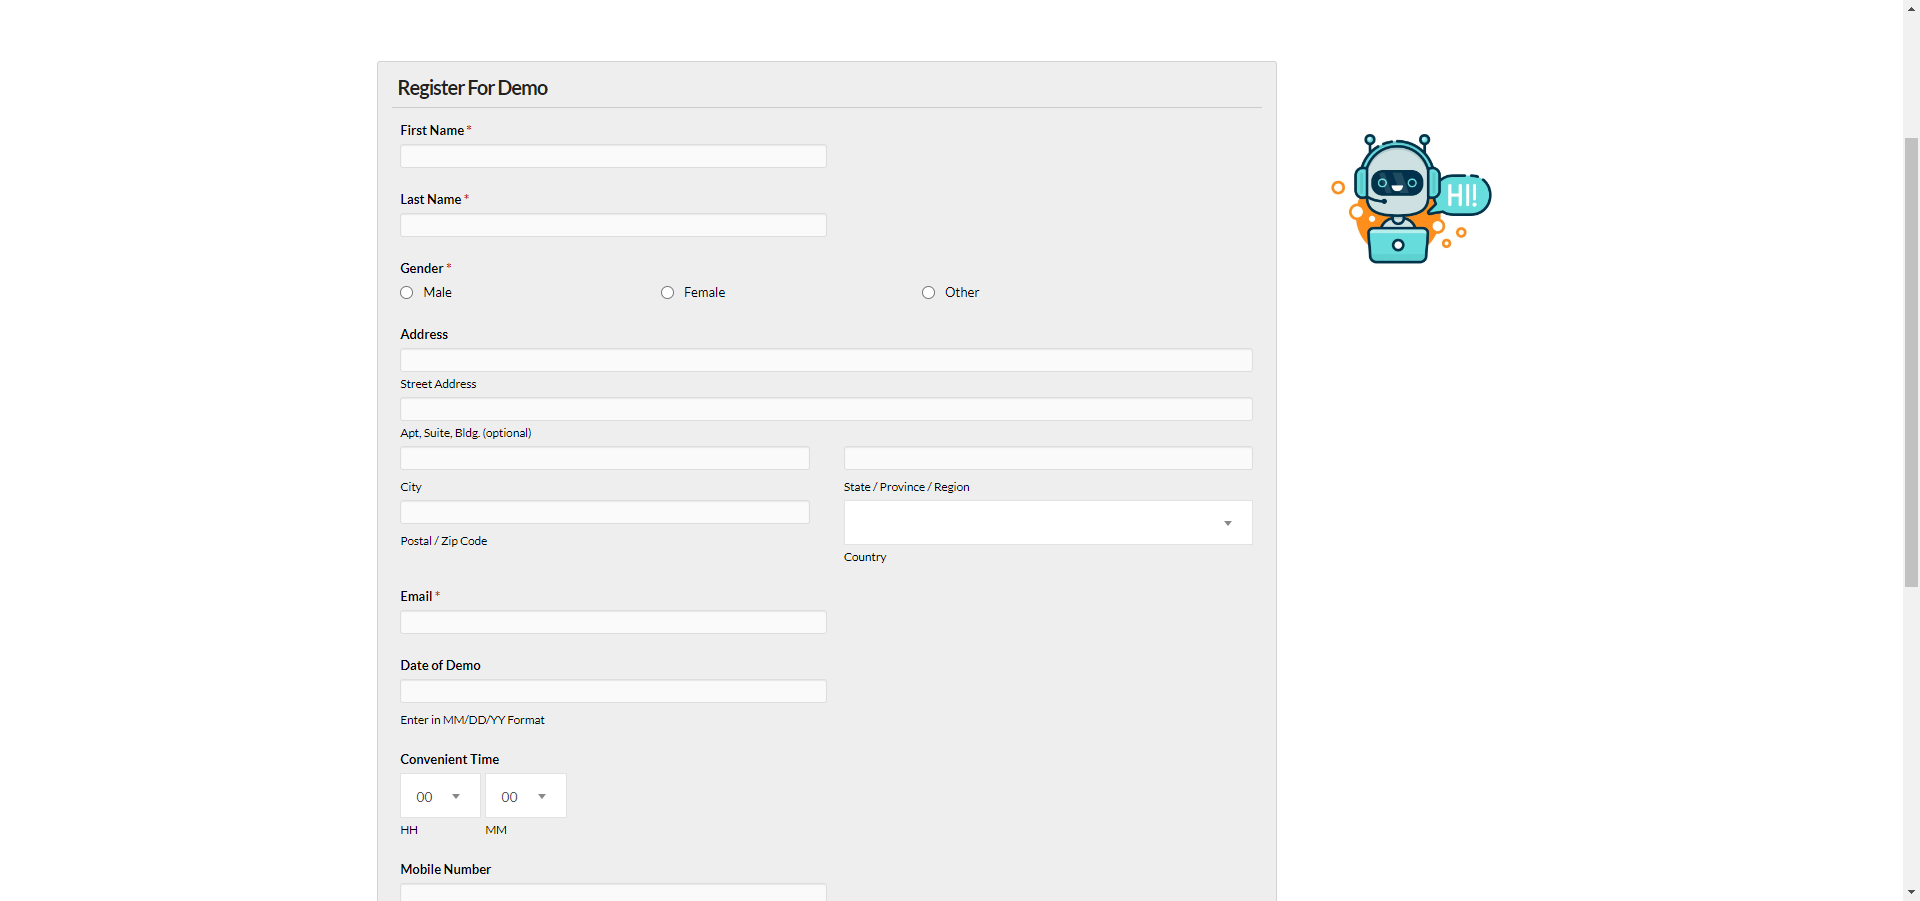 Register For Demo
First Name *
Last Name *
Gender *
Male Female Other
HI!
Address
Street Address
Apt, Suite, Bldg. (optional)
City State / Province / Region
Postal / Zip Code
Country
Email *
Date of Demo
Enter in MM/DD/YY Format
Convenient Time
00 00
HH MM
Mobile Number